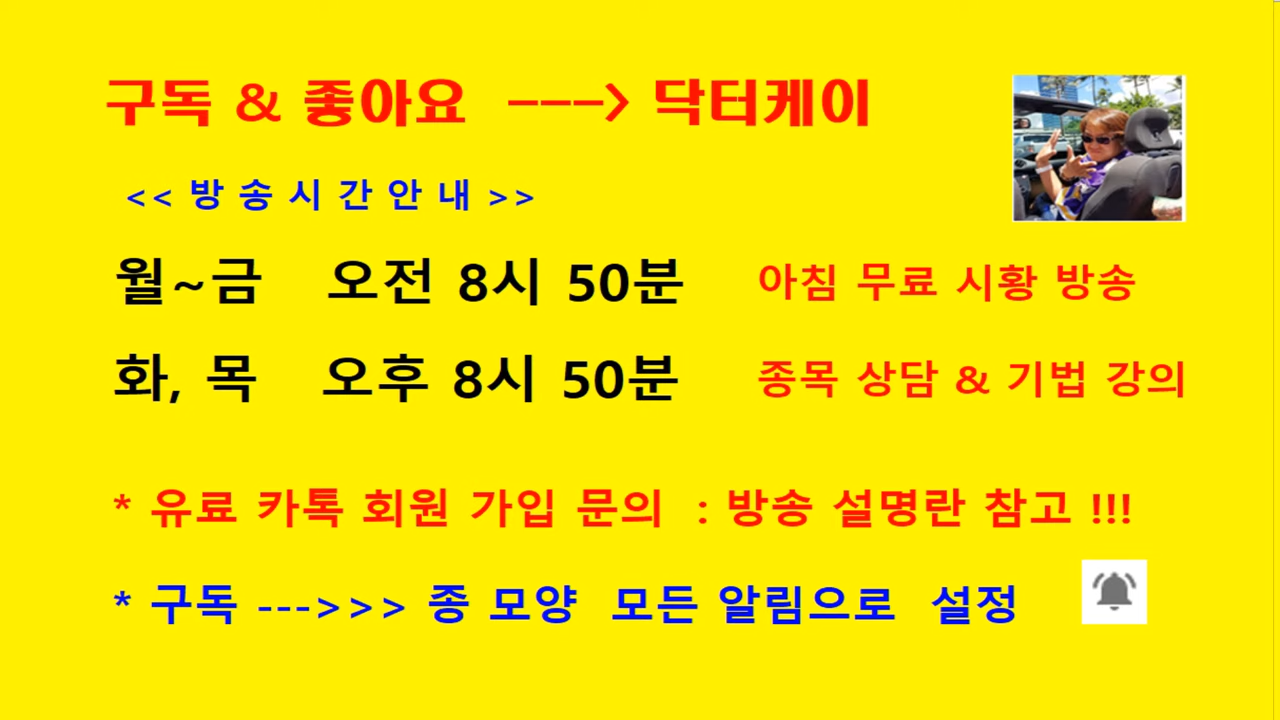 구독 & 좋아요 ---> 닥터케이
<< 방 송 시 간 안 내 >>
월~금 오전 8시 50분 아침 무료 시황 방송
화, 목 오후 8시 50분 종목 상담 & 기법 강의
* 유료 카톡 회원 가입 문의 : 방송 설명란 참고 !!!
* 구독 --->>> 종 모양 모든 알림으로 설정